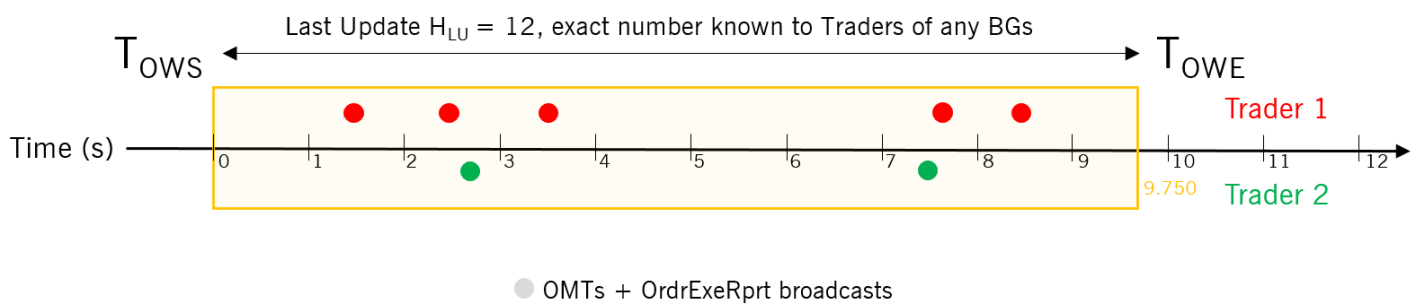 Last Update H_LU = 12, exact number known to Traders of any BGs
T_OWS
T_OWE
Trader 1
Time (s)
0 1 2 3 4 5 6 7 8 9 10 11 12
9.750
Trader 2
OMTs + OrdrExeRprt broadcasts